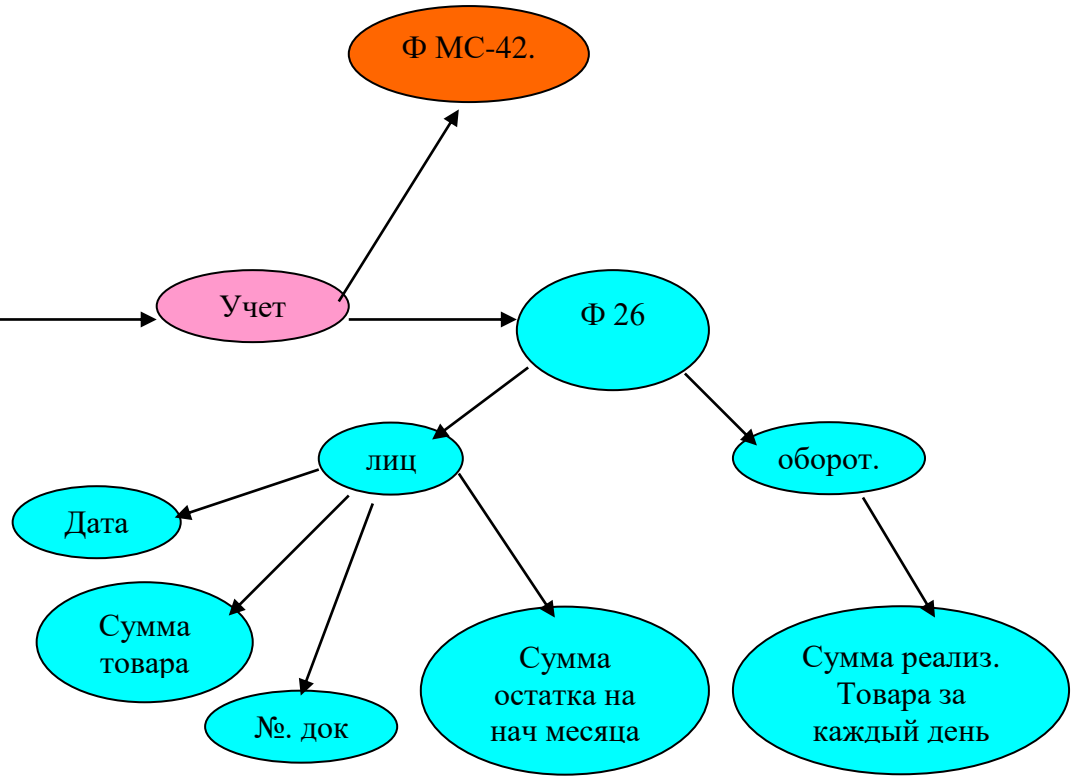 Ф МС-42.
Учет
Ф 26
лиц
оборот.
Дата
Сумма
товара
№. док
Сумма
остатка на
нач месяца
Сумма реализ.
Товара за
каждый день